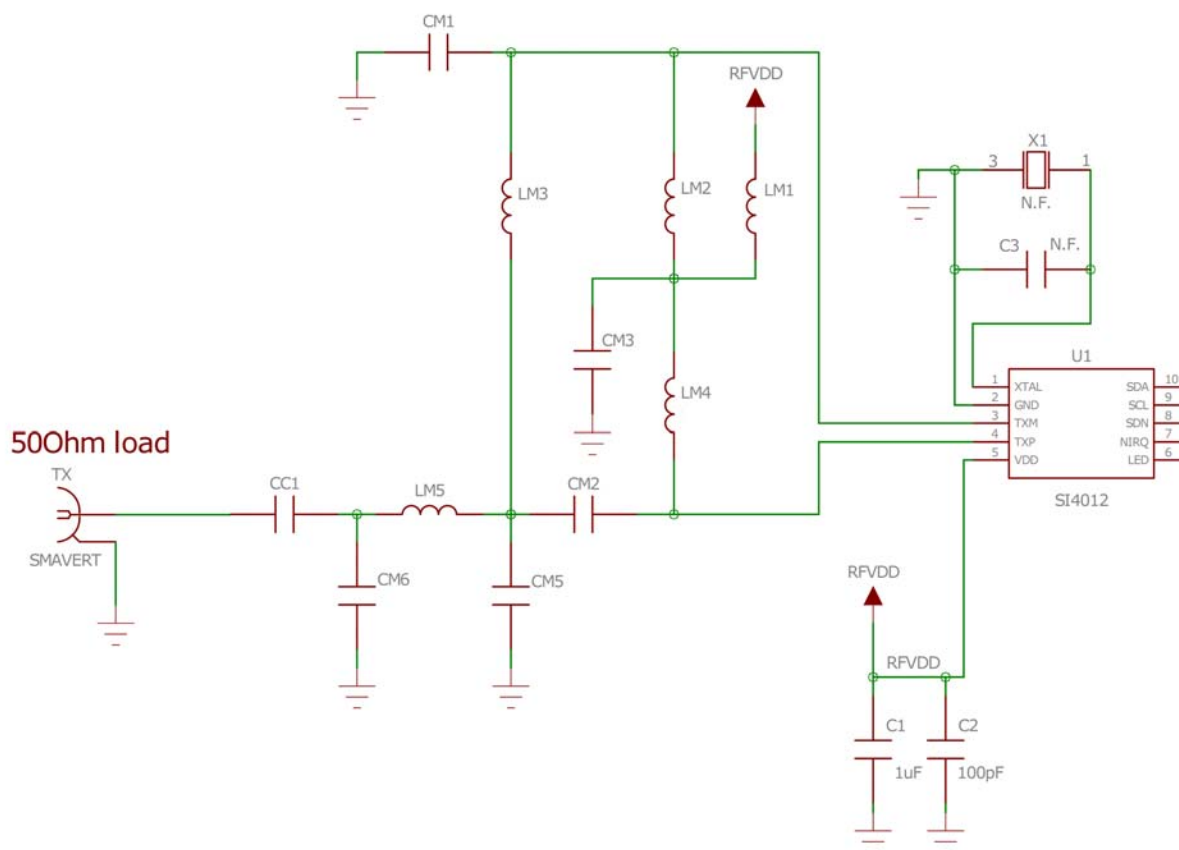 CM1
RFVDD
X1
3
1
N.F.
LM3
LM2
LM1
C3
N.F.
CM3
LM4
U1
1 XTAL
2 GND
3 TXM
4 TXP
5 VDD
SDA 10
SCL 9
SDN 8
NIRQ 7
LED 6
SI4012
50Ohm load
TX
SMAVERT
CC1
LM5
CM2
CM6
CM5
RFVDD
RFVDD
C1
1uF
C2
100pF